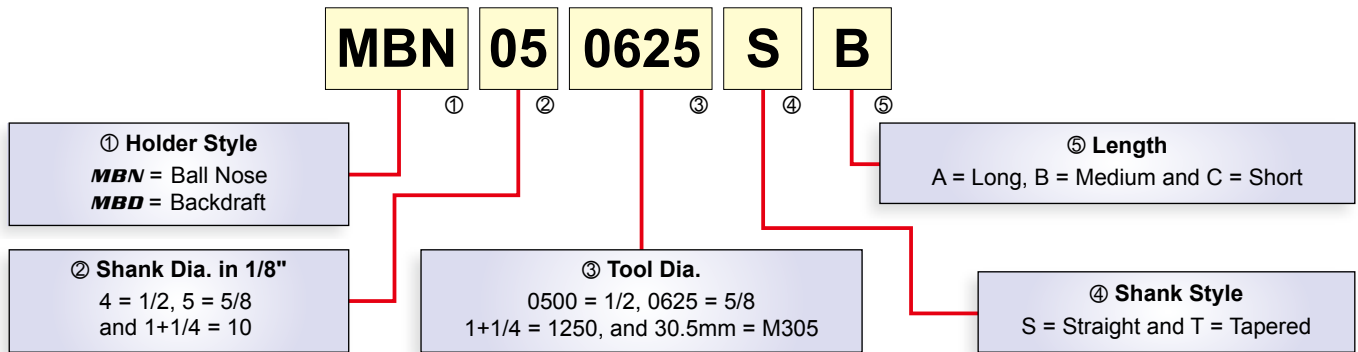 MBN 05 0625 S B
① ② ③ ④ ⑤
① Holder Style
MBN = Ball Nose
MBD = Backdraft
⑤ Length
A = Long, B = Medium and C = Short
② Shank Dia. in 1/8"
4 = 1/2, 5 = 5/8
and 1+1/4 = 10
③ Tool Dia.
0500 = 1/2, 0625 = 5/8
1+1/4 = 1250, and 30.5mm = M305
④ Shank Style
S = Straight and T = Tapered